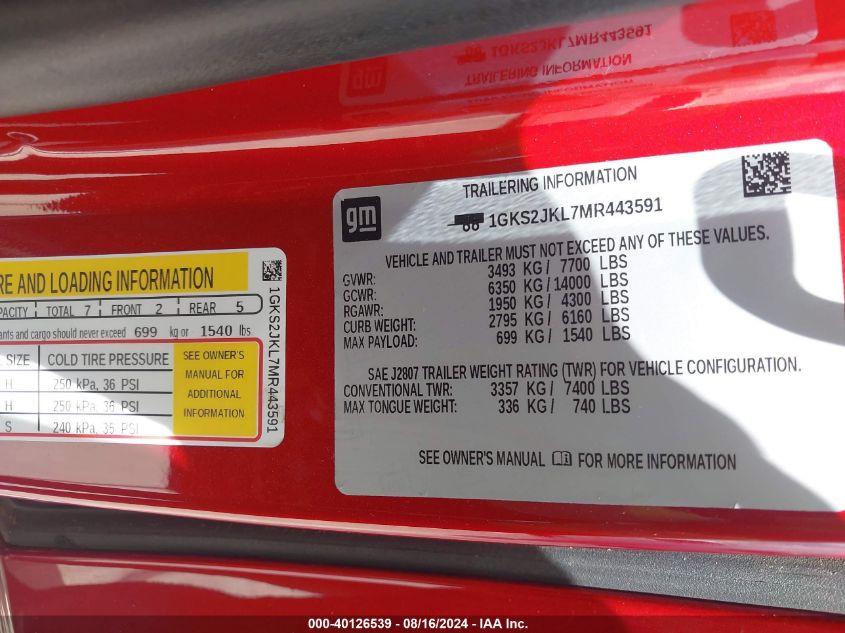 1GKS2JKL7MR443591
TRAILERING INFORMATION
gm
TRAILERING INFORMATION
gm
1GKS2JKL7MR443591
VEHICLE AND TRAILER MUST NOT EXCEED ANY OF THESE VALUES.
GVWR: 3493 KG / 7700 LBS
GCWR: 6350 KG / 14000 LBS
RGAWR: 1950 KG / 4300 LBS
CURB WEIGHT: 2795 KG / 6160 LBS
MAX PAYLOAD: 699 KG / 1540 LBS
SAE J2807 TRAILER WEIGHT RATING (TWR) FOR VEHICLE CONFIGURATION.
CONVENTIONAL TWR: 3357 KG / 7400 LBS
MAX TONGUE WEIGHT: 336 KG / 740 LBS
SEE OWNER'S MANUAL FOR MORE INFORMATION
AND LOADING INFORMATION
TOTAL 7 FRONT 2 REAR 5
and cargo should never exceed 699 kg or 1540 lbs
SIZE COLD TIRE PRESSURE
H 250 kPa, 36 PSI
H 250 kPa, 36 PSI
S 240 kPa, 35 PSI
SEE OWNER'S
MANUAL FOR
ADDITIONAL
INFORMATION
1GKS2JKL7MR443591
000-40126539 - 08/16/2024 - IAA Inc.